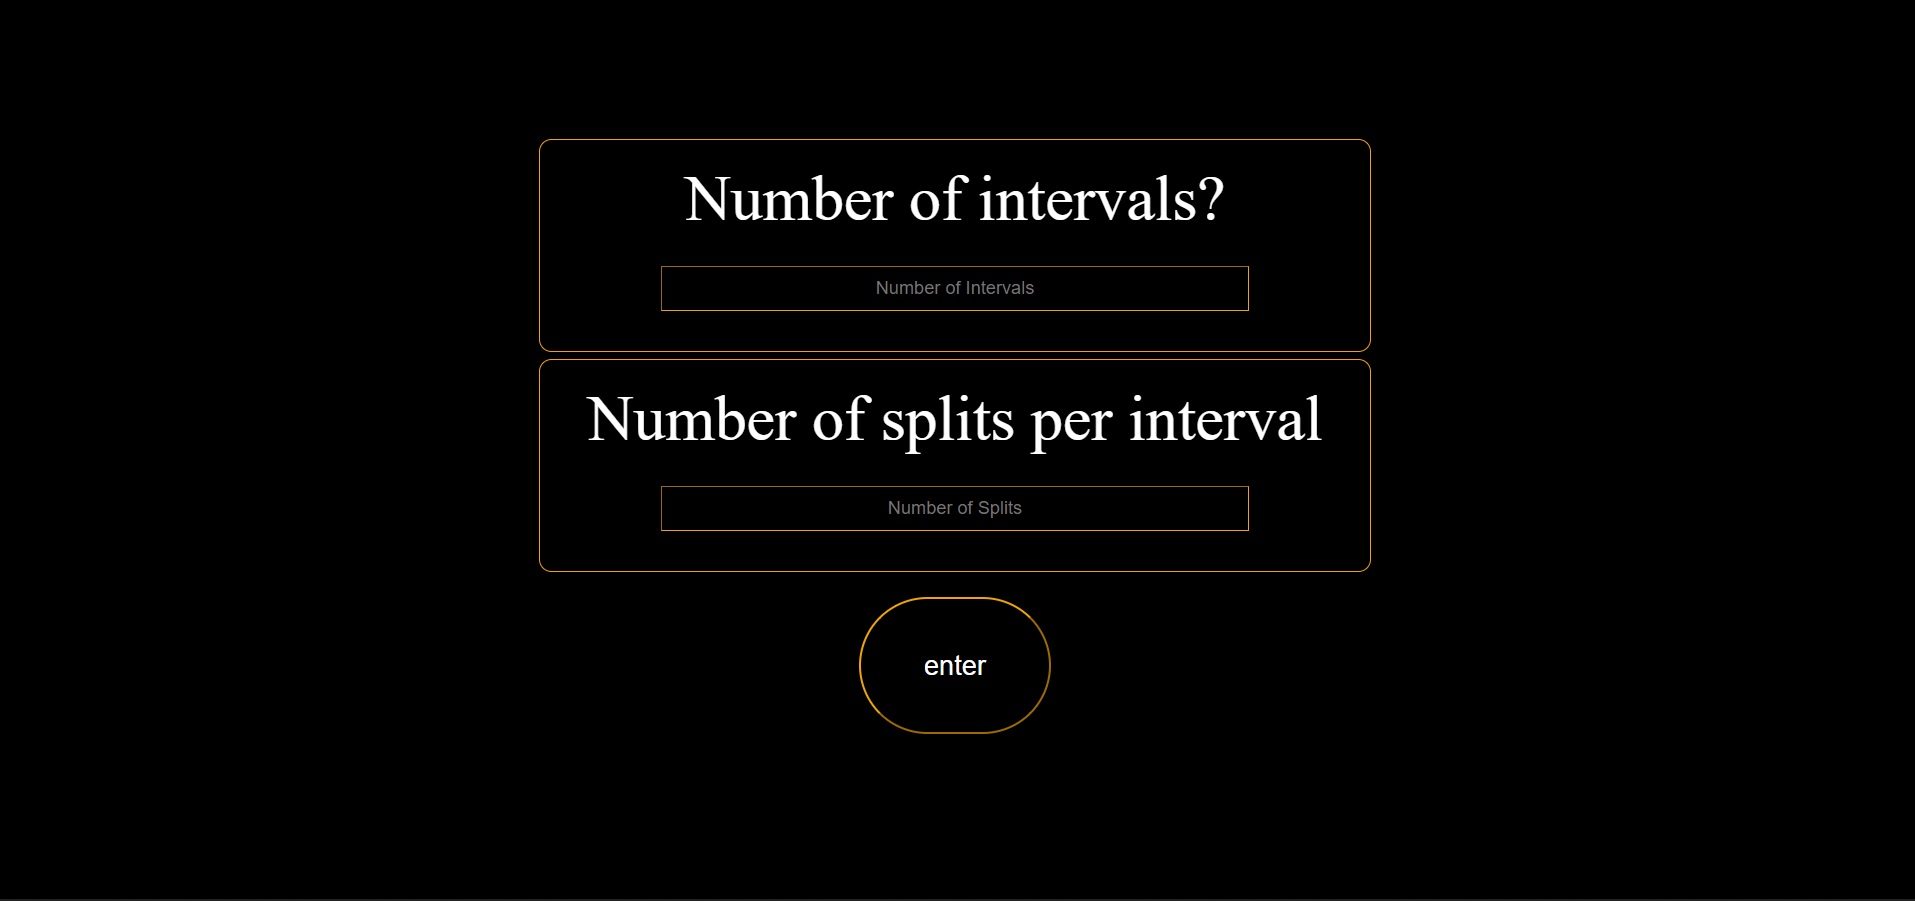 Number of intervals?
Number of Intervals
Number of splits per interval
Number of Splits
enter